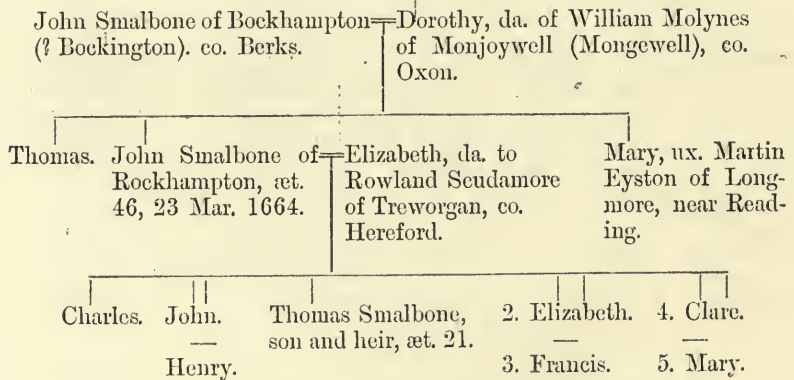 John Smalbone of Bockhampton
(? Bockington). co. Berks.
Dorothy, da. of William Molynes
of Monjoywell (Mongewell), co.
Oxon.
Thomas.
John Smalbone of
Rockhampton, æt.
46, 23 Mar. 1664.
Elizabeth, da. to
Rowland Scudamore
of Treworgan, co.
Hereford.
Mary, ux. Martin
Eyston of Long-
more, near Read-
ing.
Charles.
John.
—
Henry.
Thomas Smalbone,
son and heir, æt. 21.
2. Elizabeth.
—
3. Francis.
4. Clare.
—
5. Mary.